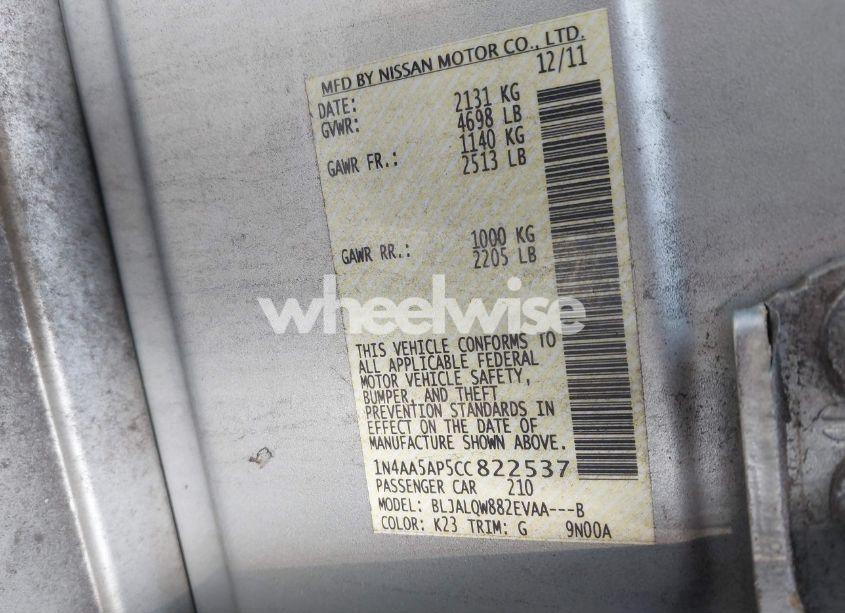 MFD BY NISSAN MOTOR CO., LTD.
DATE: 12/11
GVWR: 2131 KG
4698 LB
GAWR FR.: 1140 KG
2513 LB
GAWR RR.: 1000 KG
2205 LB
wheelwise
THIS VEHICLE CONFORMS TO
ALL APPLICABLE FEDERAL
MOTOR VEHICLE SAFETY,
BUMPER, AND THEFT
PREVENTION STANDARDS IN
EFFECT ON THE DATE OF
MANUFACTURE SHOWN ABOVE.
1N4AA5AP5CC822537
PASSENGER CAR 210
MODEL: BLJALQW882EVAA---B
COLOR: K23 TRIM: G 9N00A